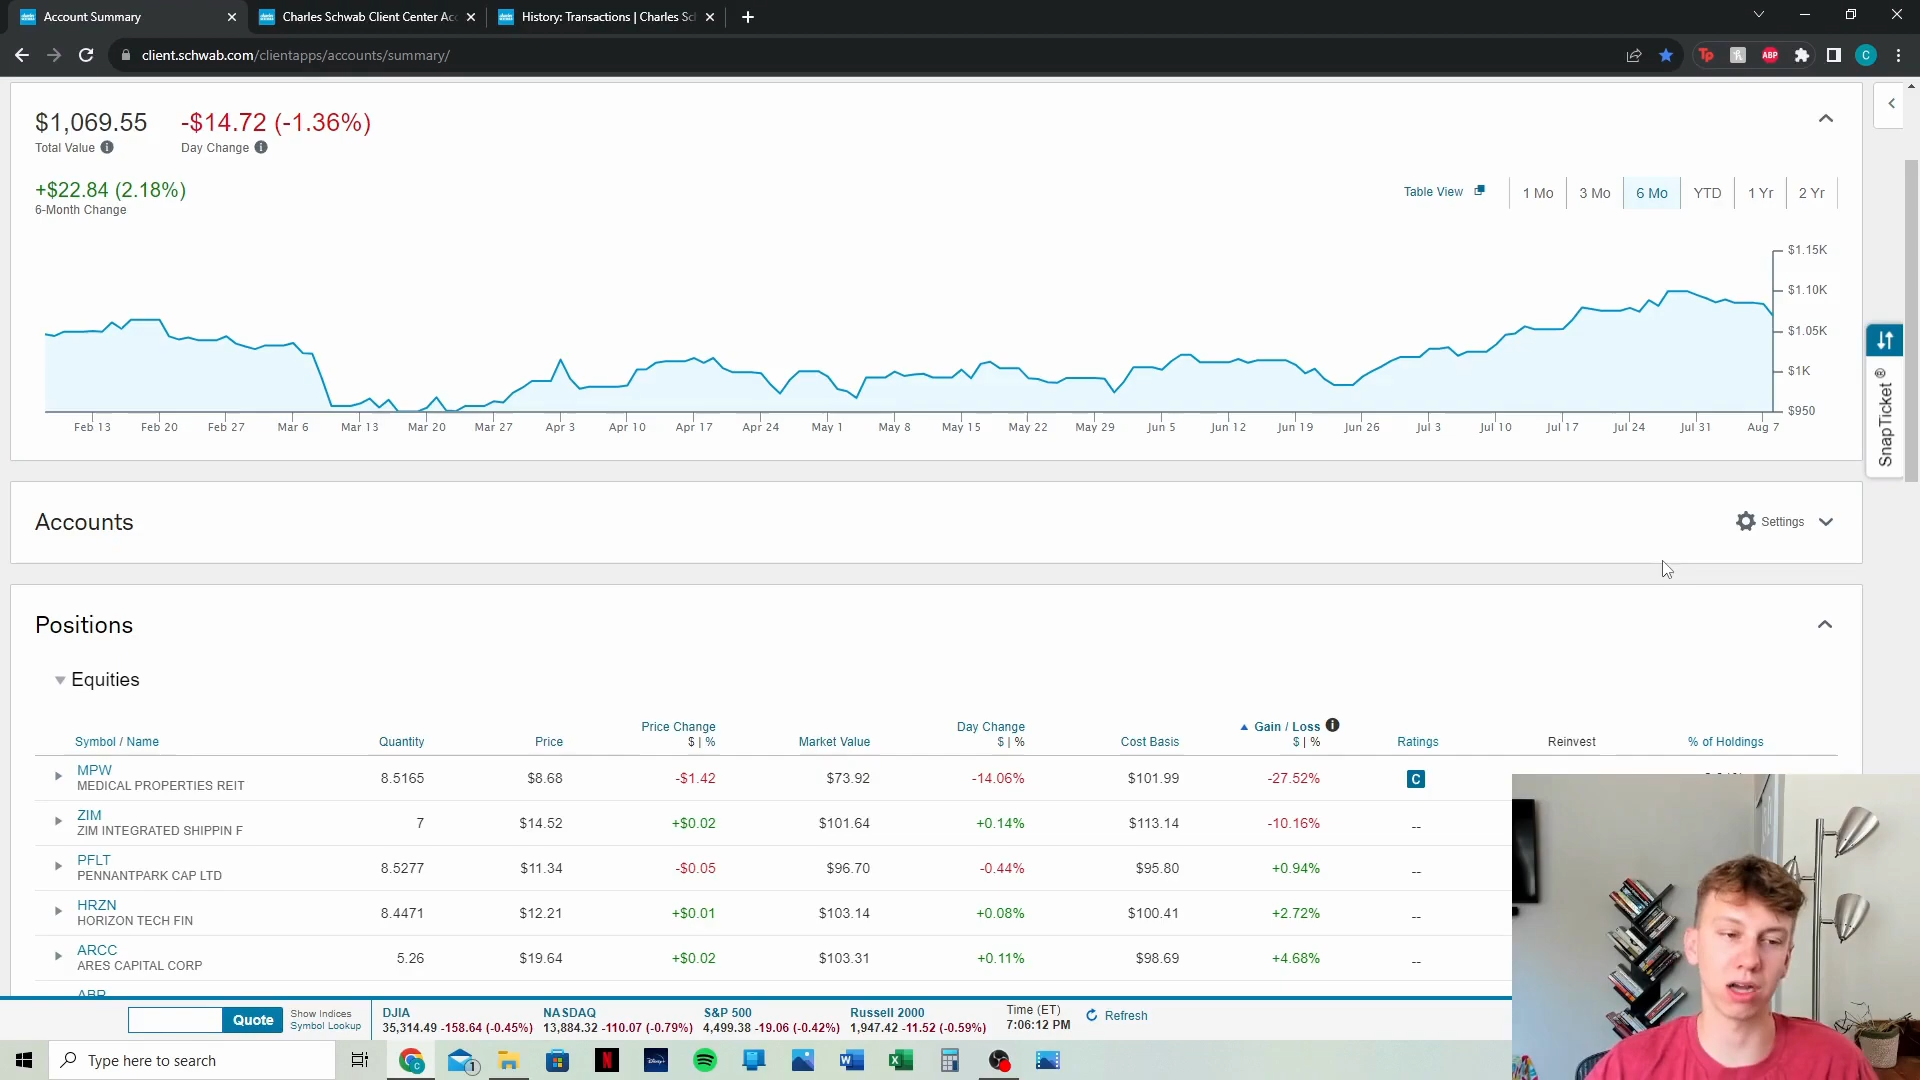 Account Summary
Charles Schwab Client Center Acc
History: Transactions | Charles Sc
client.schwab.com/clientapps/accounts/summary/
Tp
ABP
C
$1,069.55
-$14.72 (-1.36%)
Total Value
Day Change
+$22.84 (2.18%)
6-Month Change
Table View
1 Mo
3 Mo
6 Mo
YTD
1 Yr
2 Yr
$1.15K
$1.10K
$1.05K
$1K
$950
Feb 13
Feb 20
Feb 27
Mar 6
Mar 13
Mar 20
Mar 27
Apr 3
Apr 10
Apr 17
Apr 24
May 1
May 8
May 15
May 22
May 29
Jun 5
Jun 12
Jun 19
Jun 26
Jul 3
Jul 10
Jul 17
Jul 24
Jul 31
Aug 7
SnapTicket ®
Accounts
Settings
Positions
Equities
Symbol / Name
Quantity
Price
Price Change
$ | %
Market Value
Day Change
$ | %
Cost Basis
Gain / Loss
$ | %
Ratings
Reinvest
% of Holdings
MPW
MEDICAL PROPERTIES REIT
8.5165
$8.68
-$1.42
$73.92
-14.06%
$101.99
-27.52%
C
ZIM
ZIM INTEGRATED SHIPPIN F
7
$14.52
+$0.02
$101.64
+0.14%
$113.14
-10.16%
--
PFLT
PENNANTPARK CAP LTD
8.5277
$11.34
-$0.05
$96.70
-0.44%
$95.80
+0.94%
--
HRZN
HORIZON TECH FIN
8.4471
$12.21
+$0.01
$103.14
+0.08%
$100.41
+2.72%
--
ARCC
ARES CAPITAL CORP
5.26
$19.64
+$0.02
$103.31
+0.11%
$98.69
+4.68%
--
Quote
Show Indices
Symbol Lookup
DJIA
35,314.49 -158.64 (-0.45%)
NASDAQ
13,884.32 -110.07 (-0.79%)
S&P 500
4,499.38 -19.06 (-0.42%)
Russell 2000
1,947.42 -11.52 (-0.59%)
Time (ET)
7:06:12 PM
Refresh
Type here to search